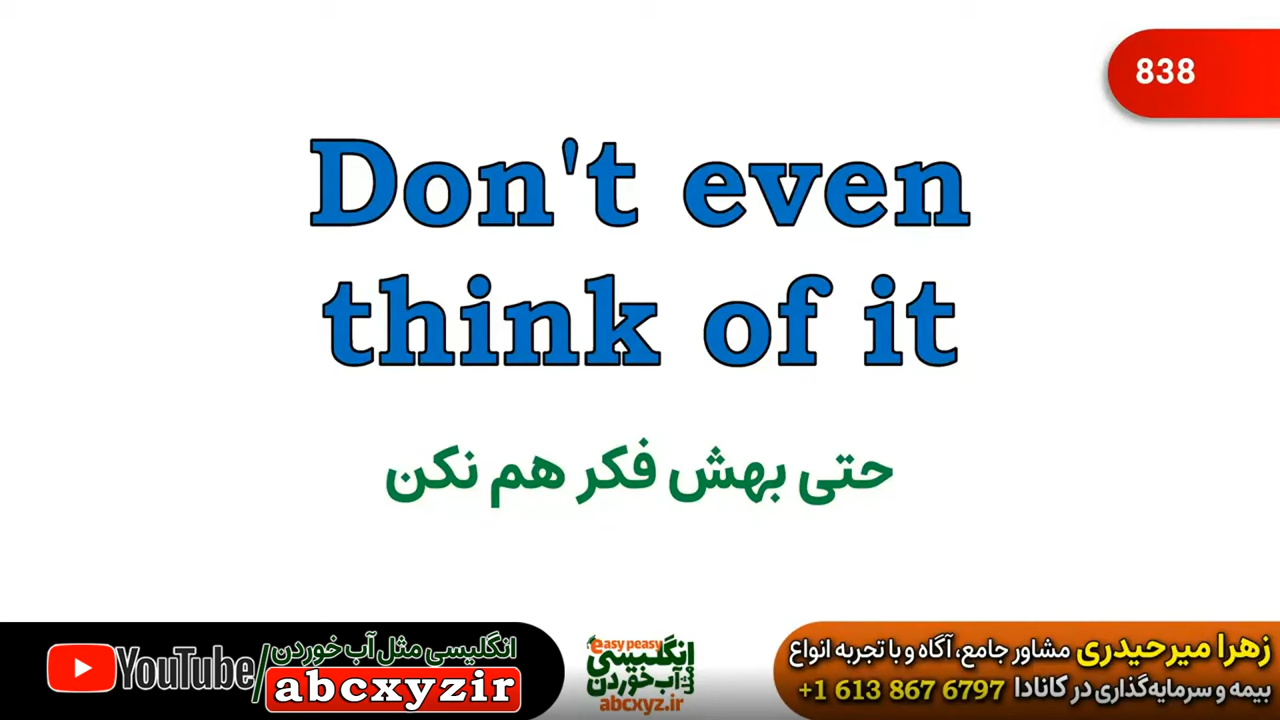 838
Don't even
think of it
حتی بهش فکر هم نکن
YouTube/
انگلیسی مثل آب خوردن
abcxyzir
easy peasy
انگلیسی
مثل آب خوردن
abcxyz.ir
زهرا میرحیدری مشاور جامع، آگاه و با تجربه انواع
بیمه و سرمایه‌گذاری در کانادا 6797 867 613 1+